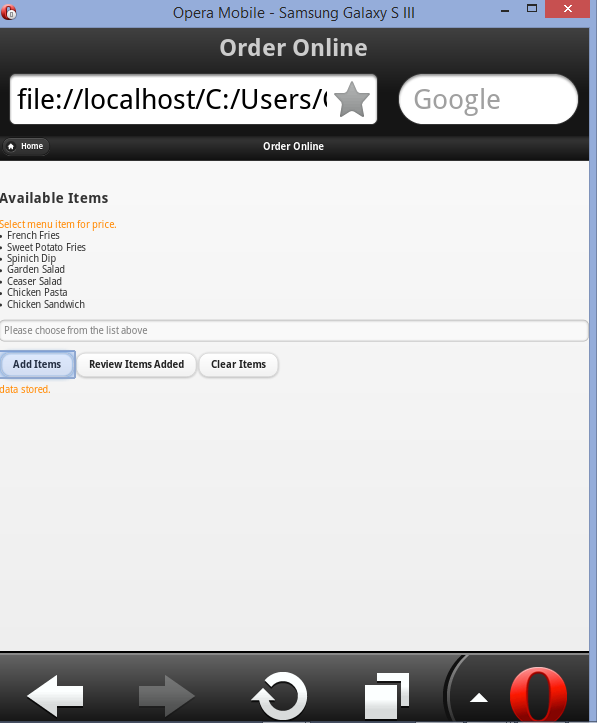 Opera Mobile - Samsung Galaxy S III
Order Online
file://localhost/C:/Users/
Google
Home
Order Online
Available Items
Select menu item for price.
• French Fries
• Sweet Potato Fries
• Spinich Dip
• Garden Salad
• Ceaser Salad
• Chicken Pasta
• Chicken Sandwich
Please choose from the list above
Add Items Review Items Added Clear Items
data stored.